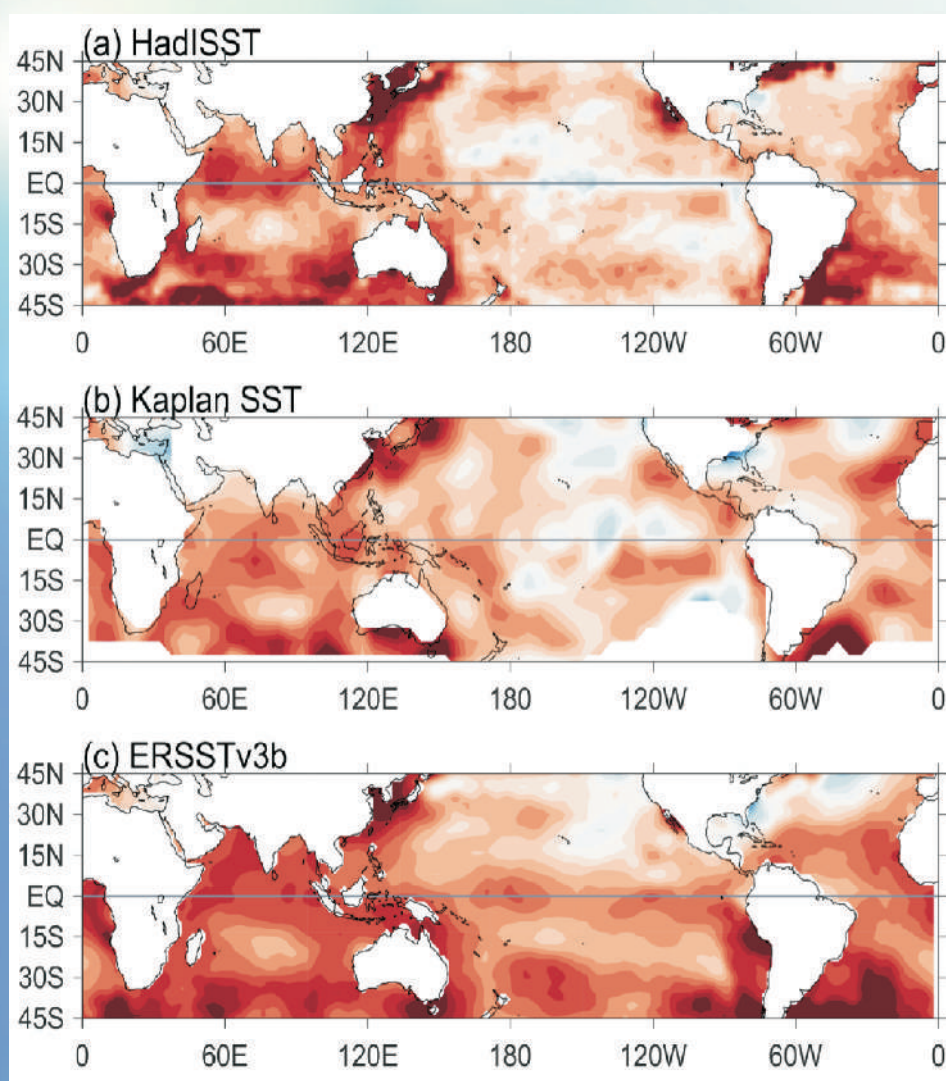 (a) HadISST
45N
30N
15N
EQ
15S
30S
45S
0 60E 120E 180 120W 60W 0
(b) Kaplan SST
45N
30N
15N
EQ
15S
30S
45S
0 60E 120E 180 120W 60W 0
(c) ERSSTv3b
45N
30N
15N
EQ
15S
30S
45S
0 60E 120E 180 120W 60W 0